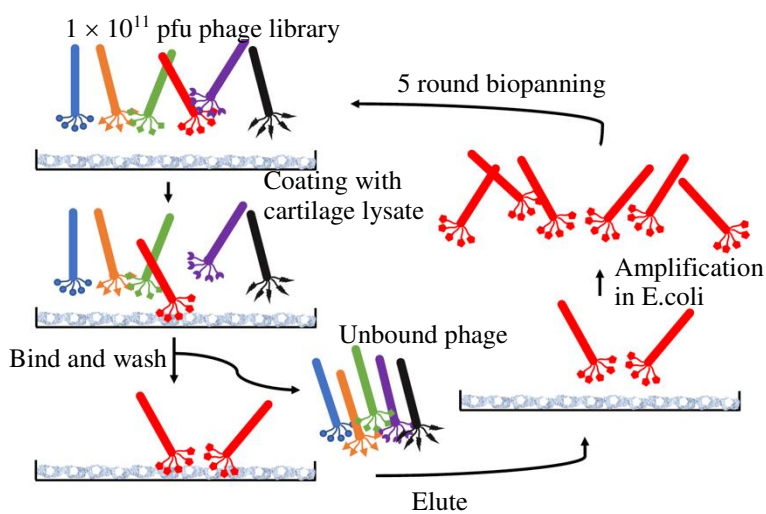 1 × 10¹¹ pfu phage library
5 round biopanning
Coating with
cartilage lysate
Amplification
in E.coli
Unbound phage
Bind and wash
Elute